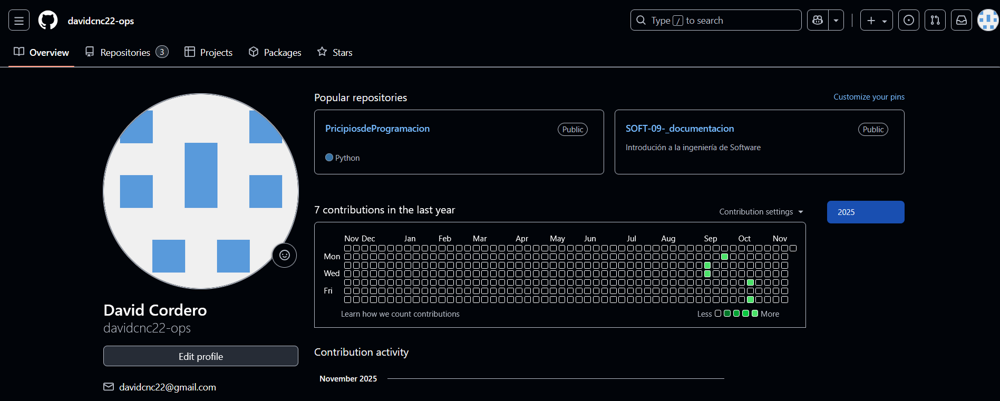 davidcnc22-ops
Type / to search
Overview Repositories 3 Projects Packages Stars
Popular repositories
Customize your pins
PricipiosdeProgramacion Public
Python
SOFT-09-_documentacion Public
Introdución a la ingeniería de Software
7 contributions in the last year
Contribution settings
2025
Nov Dec Jan Feb Mar Apr May Jun Jul Aug Sep Oct Nov
Mon
Wed
Fri
Learn how we count contributions
Less More
David Cordero
davidcnc22-ops
Edit profile
davidcnc22@gmail.com
Contribution activity
November 2025